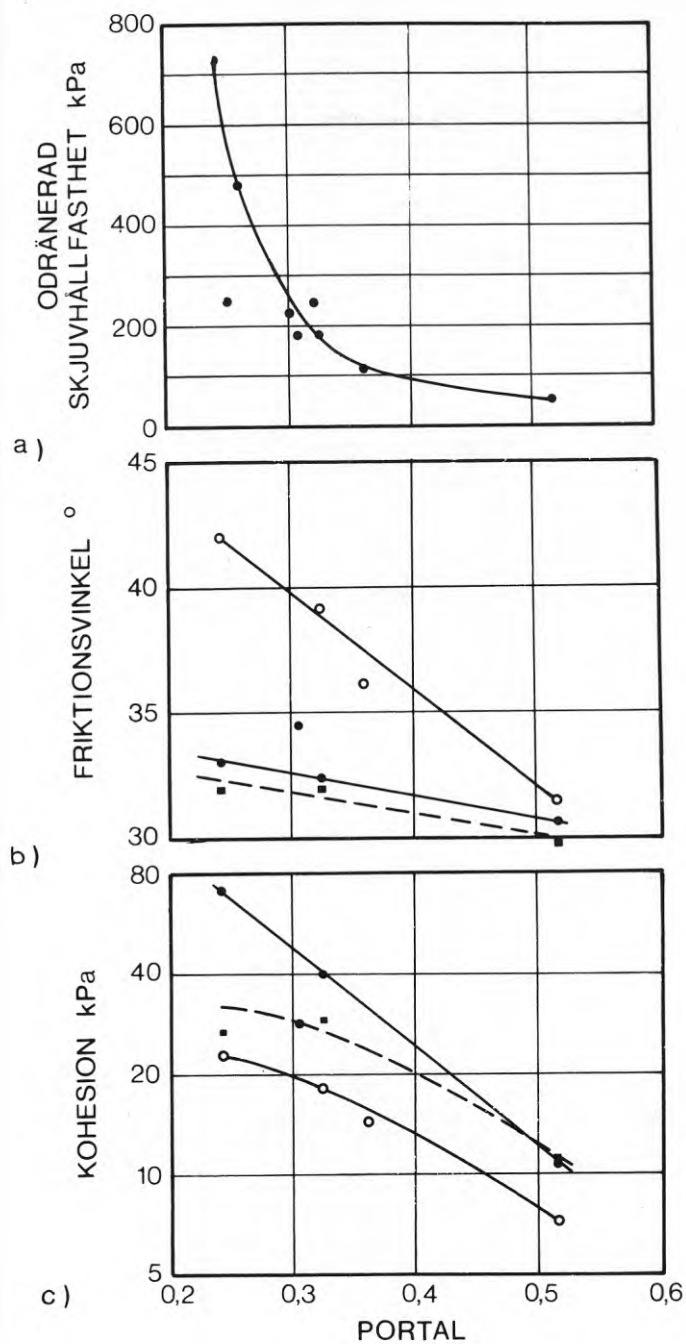 800
600
400
200
0
ODRÄNERAD
SKJUVHÅLLFASTHET kPa
a)
45
40
35
30
FRIKTIONSVINKEL °
b)
80
40
20
10
5
KOHESION kPa
c)
0,2 0,3 0,4 0,5 0,6
PORTAL